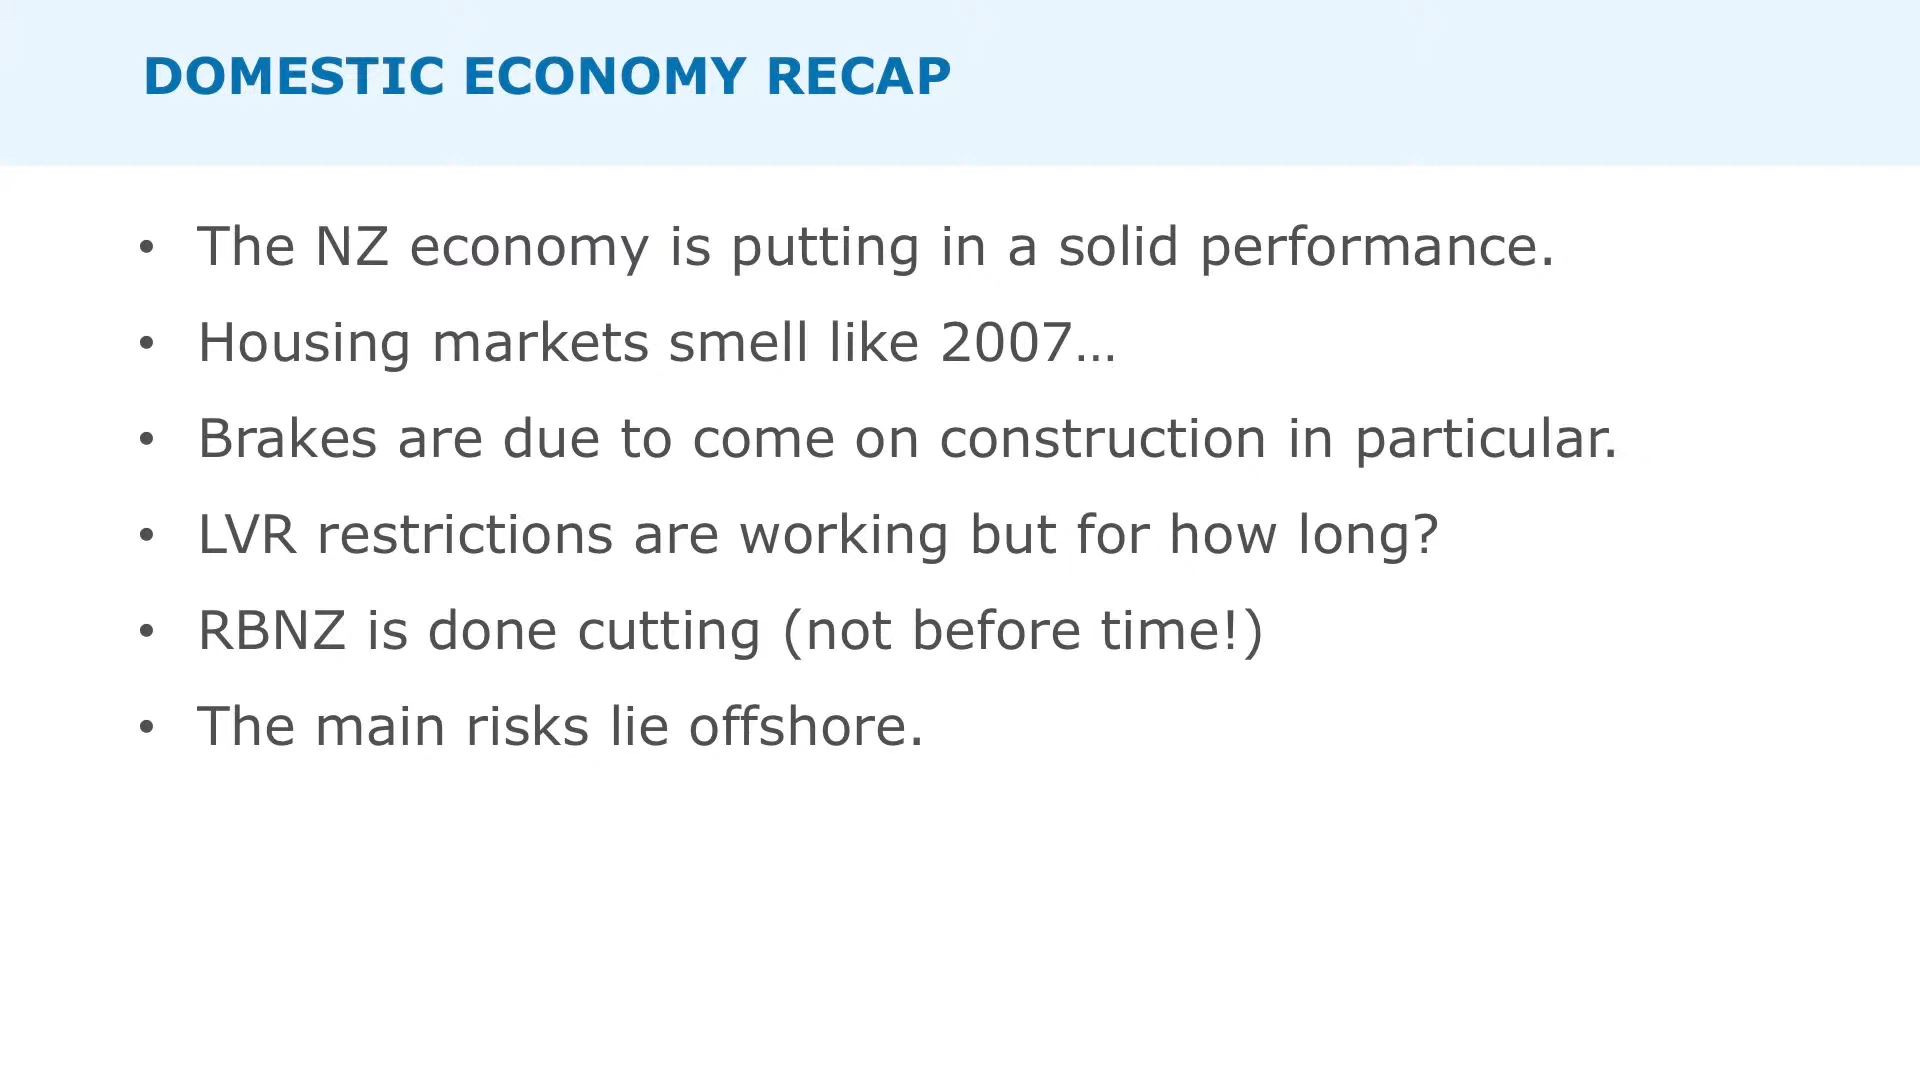 DOMESTIC ECONOMY RECAP
• The NZ economy is putting in a solid performance.
• Housing markets smell like 2007…
• Brakes are due to come on construction in particular.
• LVR restrictions are working but for how long?
• RBNZ is done cutting (not before time!)
• The main risks lie offshore.